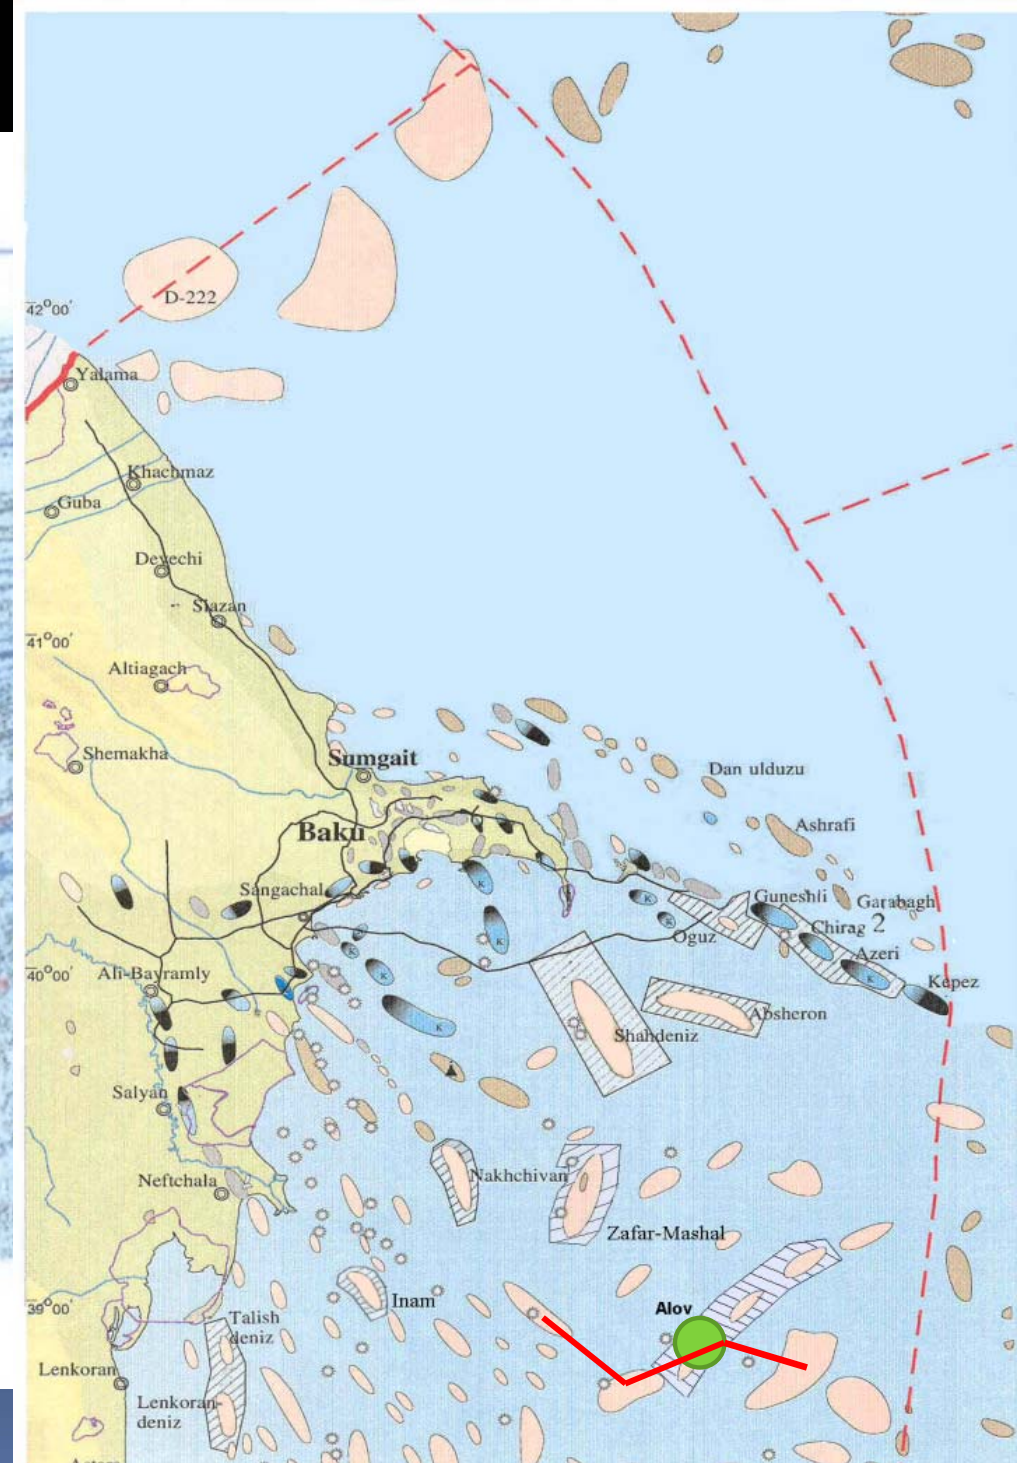 D-222
42°00'
Yalama
Khachmaz
Guba
Devechi
Siazan
41°00'
Altiagach
Shemakha
Sumgait
Dan ulduzu
Baku
Ashrafi
Sangachal
Guneshli
Garabagh
Chirag 2
Oguz
Azeri
40°00'
Ali-Bayramly
Kepez
Absheron
Shahdeniz
Salyan
Nakhchivan
Neftchala
Zafar-Mashal
39°00'
Inam
Alov
Talish
deniz
Lenkoran
Lenkoran-
deniz
K
K
K
K
K
K
K
K